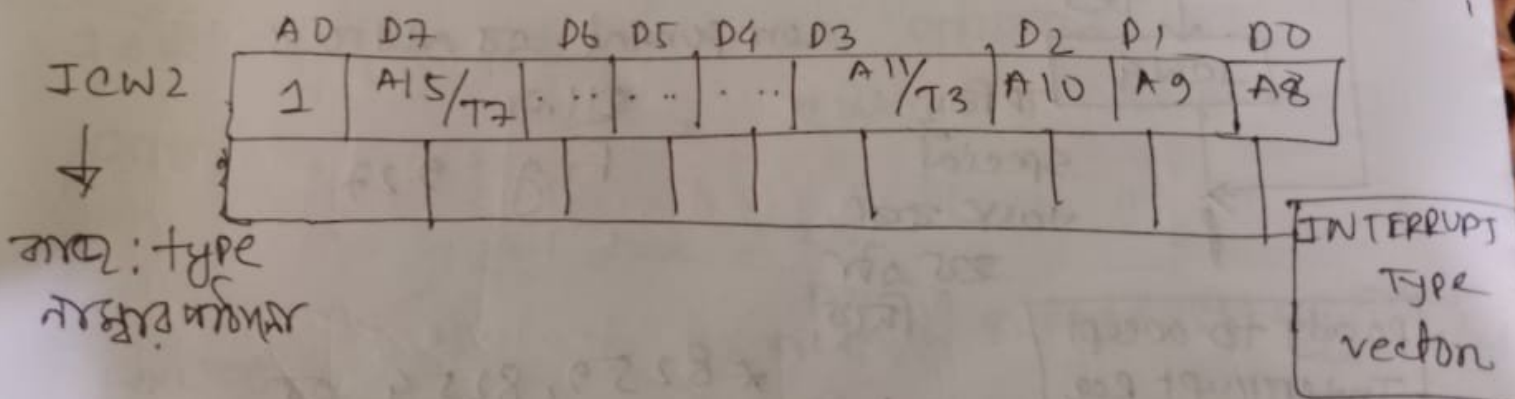 A0 D7 D6 D5 D4 D3 D2 D1 D0
ICW2 1 A15/T7 ... ... ... A11/T3 A10 A9 A8
কাজ: type
নাম্বার পাঠানো
INTERRUPT
Type
vector